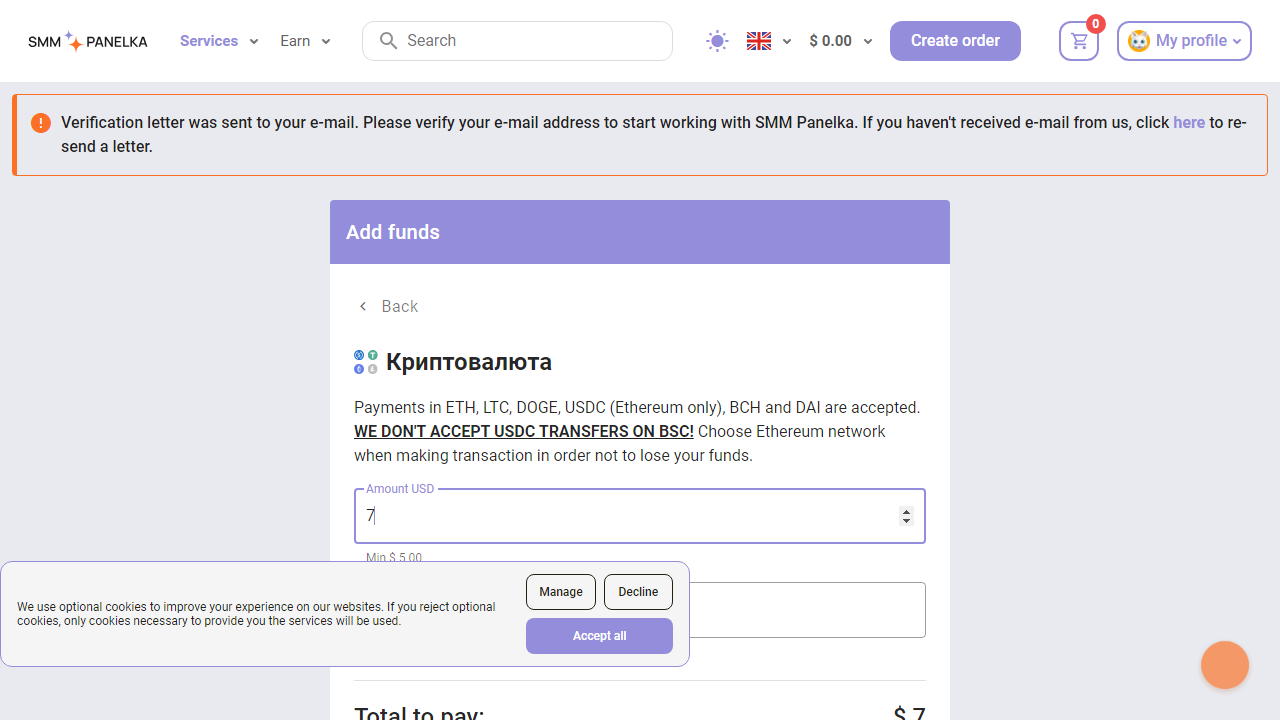 SMM PANELKA
Services
Earn
Search
$ 0.00
Create order
0
My profile
Verification letter was sent to your e-mail. Please verify your e-mail address to start working with SMM Panelka. If you haven't received e-mail from us, click here to re-
send a letter.
Add funds
Back
Криптовалюта
Payments in ETH, LTC, DOGE, USDC (Ethereum only), BCH and DAI are accepted.
WE DON'T ACCEPT USDC TRANSFERS ON BSC! Choose Ethereum network
when making transaction in order not to lose your funds.
Amount USD
7
Min $ 5.00
We use optional cookies to improve your experience on our websites. If you reject optional
cookies, only cookies necessary to provide you the services will be used.
Manage
Decline
Accept all
Total to pay:
$ 7